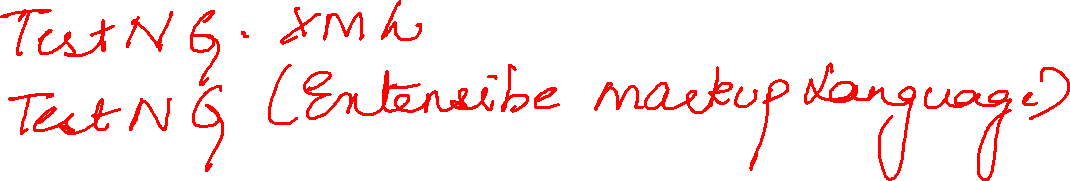 TestNG. XML
TestNG (Extensibe Markup Language)